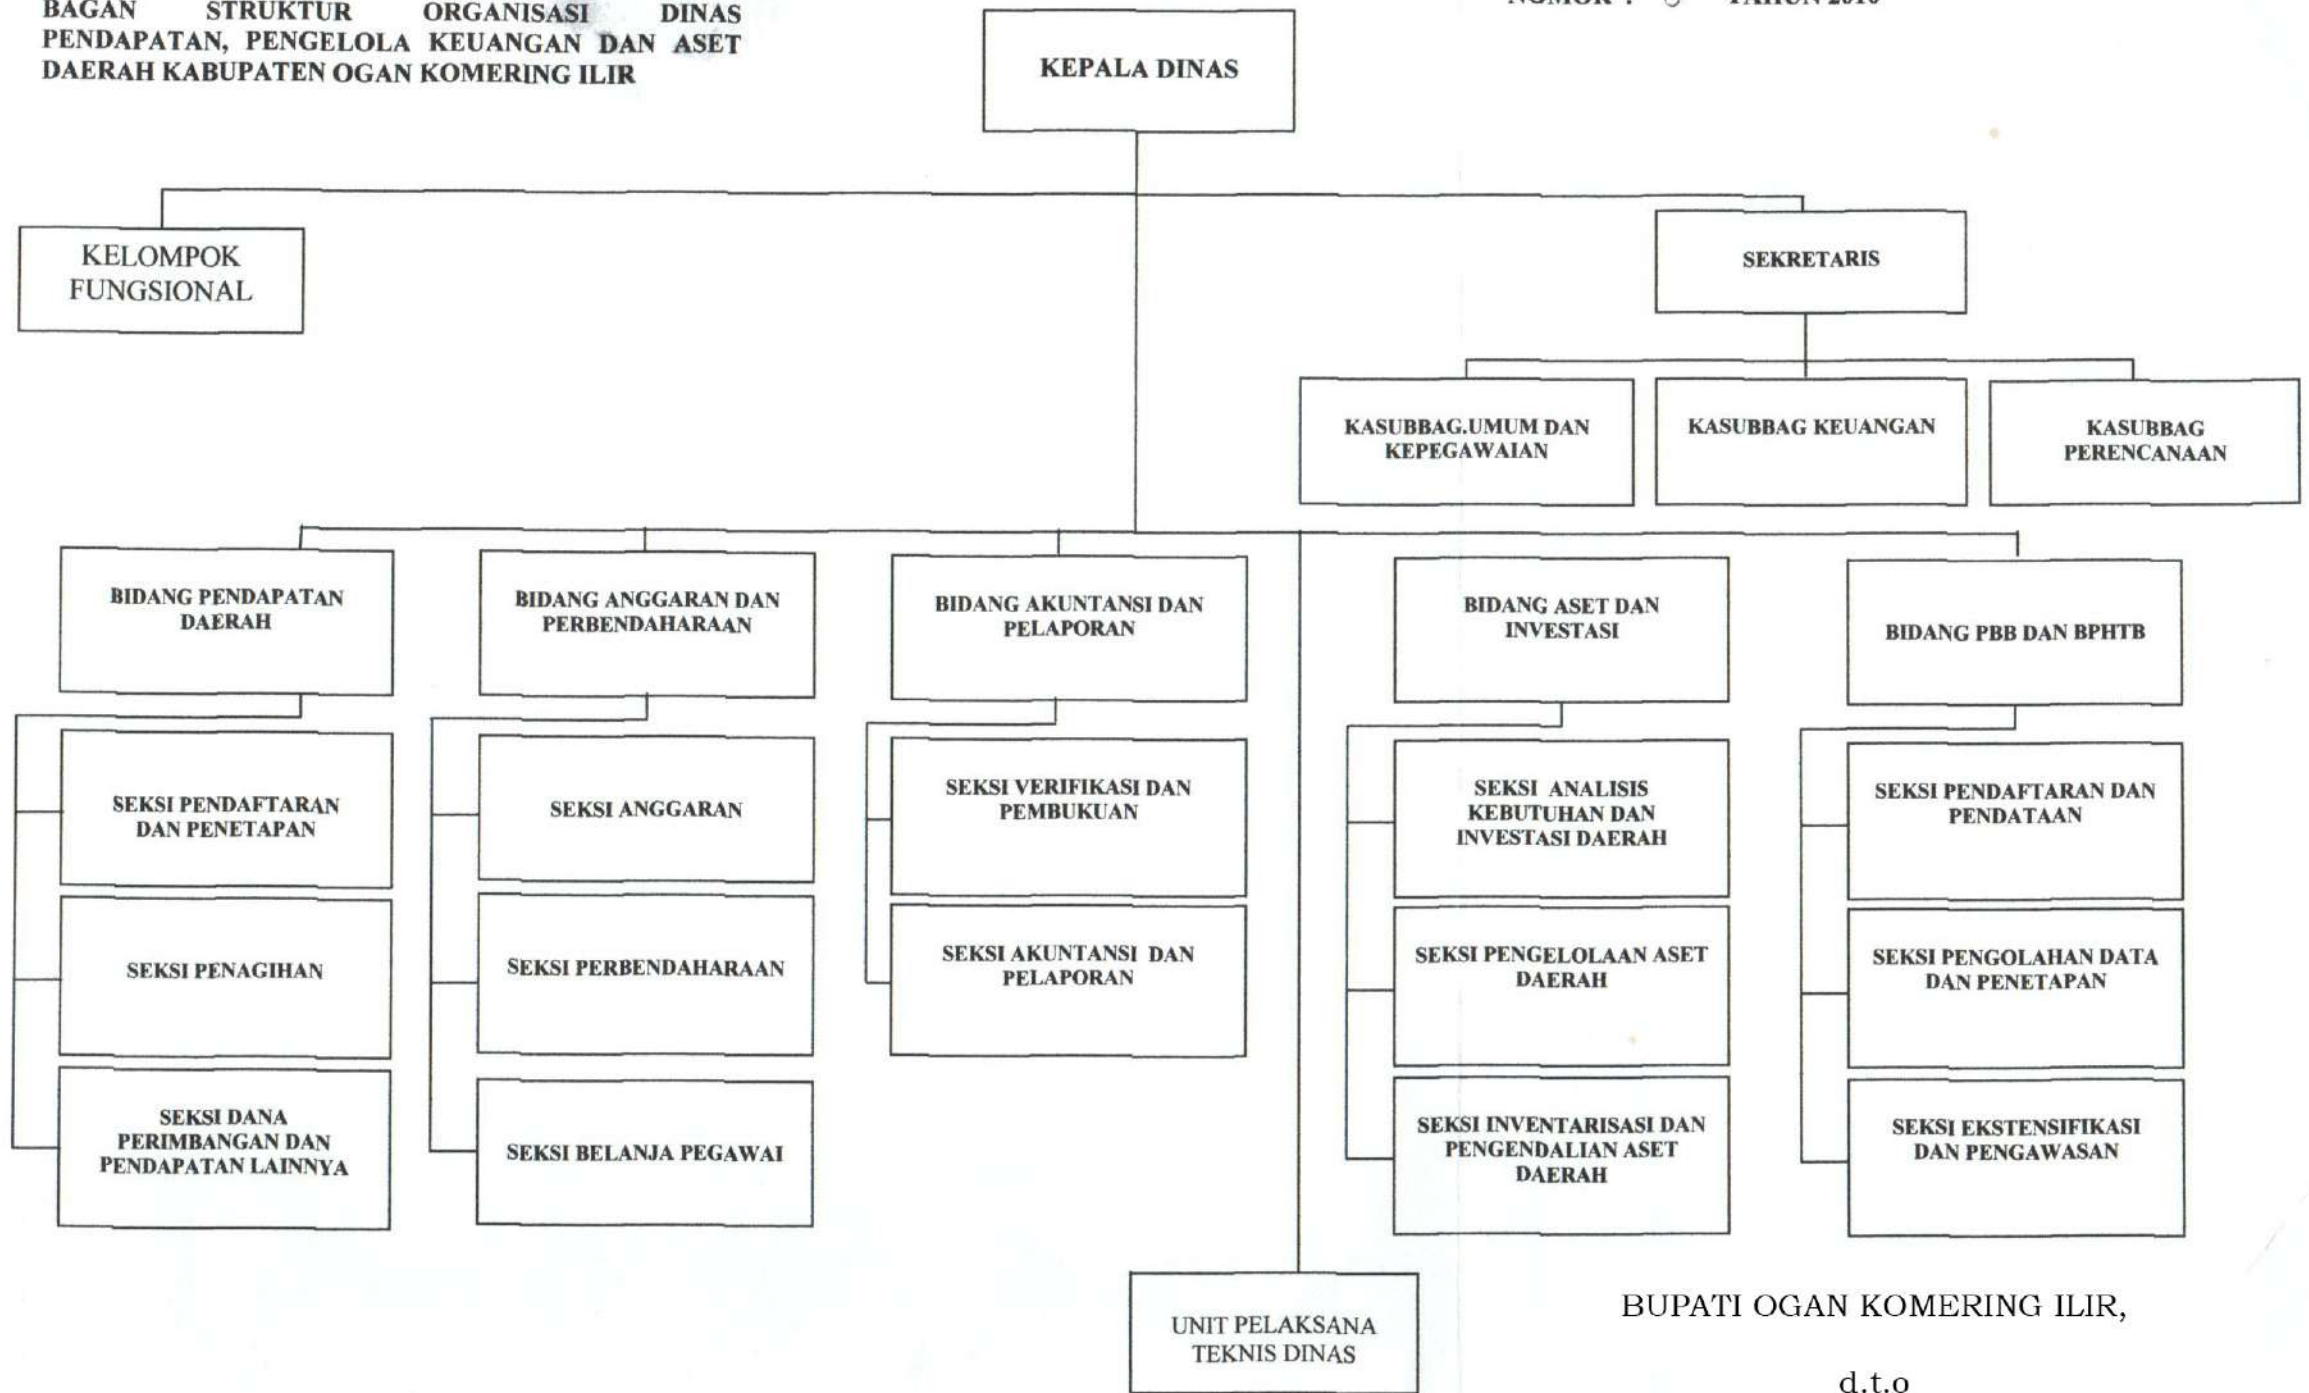 BAGAN STRUKTUR ORGANISASI DINAS
PENDAPATAN, PENGELOLA KEUANGAN DAN ASET
DAERAH KABUPATEN OGAN KOMERING ILIR
NOMOR :
KEPALA DINAS
KELOMPOK
FUNGSIONAL
SEKRETARIS
KASUBBAG.UMUM DAN
KEPEGAWAIAN
KASUBBAG KEUANGAN
KASUBBAG
PERENCANAAN
BIDANG PENDAPATAN
DAERAH
BIDANG ANGGARAN DAN
PERBENDAHARAAN
BIDANG AKUNTANSI DAN
PELAPORAN
BIDANG ASET DAN
INVESTASI
BIDANG PBB DAN BPHTB
SEKSI PENDAFTARAN
DAN PENETAPAN
SEKSI ANGGARAN
SEKSI VERIFIKASI DAN
PEMBUKUAN
SEKSI ANALISIS
KEBUTUHAN DAN
INVESTASI DAERAH
SEKSI PENDAFTARAN DAN
PENDATAAN
SEKSI PENAGIHAN
SEKSI PERBENDAHARAAN
SEKSI AKUNTANSI DAN
PELAPORAN
SEKSI PENGELOLAAN ASET
DAERAH
SEKSI PENGOLAHAN DATA
DAN PENETAPAN
SEKSI DANA
PERIMBANGAN DAN
PENDAPATAN LAINNYA
SEKSI BELANJA PEGAWAI
SEKSI INVENTARISASI DAN
PENGENDALIAN ASET
DAERAH
SEKSI EKSTENSIFIKASI
DAN PENGAWASAN
UNIT PELAKSANA
TEKNIS DINAS
BUPATI OGAN KOMERING ILIR,
d.t.o